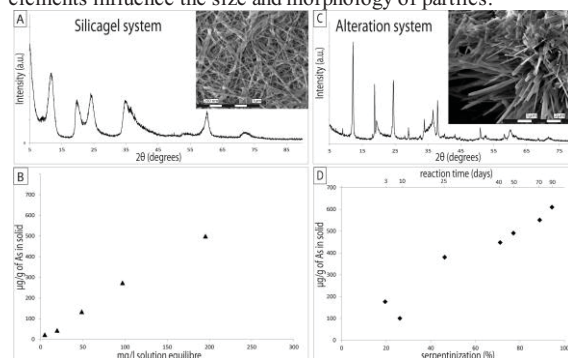 elements influence the size and morphology of particles.
A
Silicagel system
Intensity (a.u.)
5 25 45 65 85
2θ (degrees)
C
Alteration system
Intensity (a.u.)
5 15 25 35 45 55 65 75
2θ (degrees)
B
µg/g of As in solid
700
600
500
400
300
200
100
0
0 50 100 150 200 250 300
mg/l solution equilibre
D
reaction time (days)
3 10 25 40 50 70 90
µg/g of As in solid
700
600
500
400
300
200
100
0
0 20 40 60 80 100
serpentinization (%)